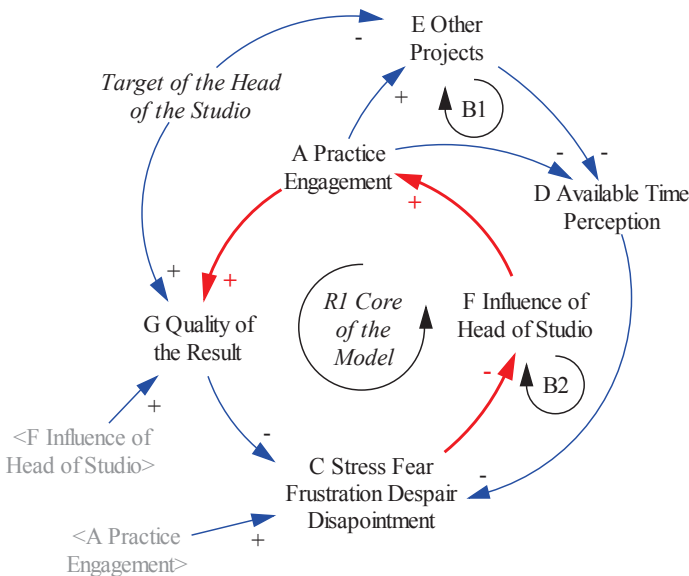 E Other
Projects
-
Target of the Head
of the Studio
+
B1
A Practice
Engagement
-
-
D Available Time
Perception
+
+
+
R1 Core
of the
Model
F Influence of
Head of Studio
G Quality of
the Result
-
B2
+
<F Influence of
Head of Studio>
-
C Stress Fear
Frustration Despair
Disapointment
-
<A Practice
Engagement>
+